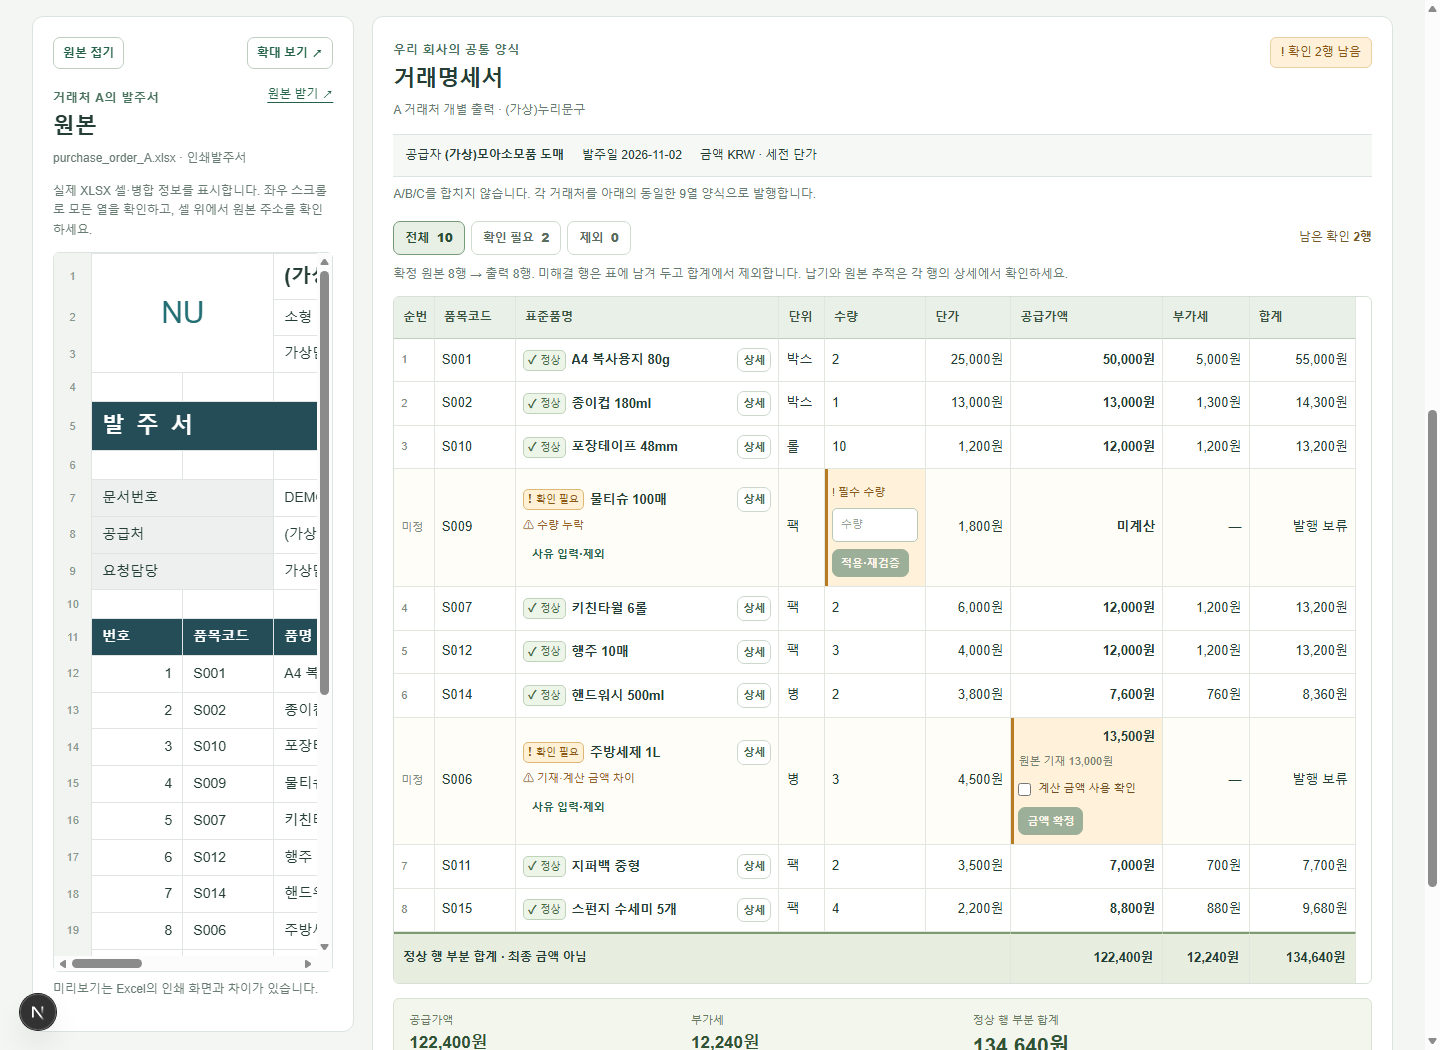 원본 접기
확대 보기 ↗
거래처 A의 발주서
원본 받기 ↗
원본
purchase_order_A.xlsx · 인쇄발주서
실제 XLSX 셀·병합 정보를 표시합니다. 좌우 스크롤
로 모든 열을 확인하고, 셀 위에서 원본 주소를 확인
하세요.
1
NU
2 소형
3
4
5 발 주 서
6
7 문서번호
8 공급처
9 요청담당
10
11 번호 품목코드 품명
12 1 S001 A4
13 2 S002
14 3 S010
15 4 S009
16 5 S007
17 6 S012 행주
18 7 S014
19 8 S006
미리보기는 Excel의 인쇄 화면과 차이가 있습니다.
N
우리 회사의 공통 양식
! 확인 2행 남음
거래명세서
A 거래처 개별 출력 · (가상)누리문구
공급자 (가상)모아소모품 도매 발주일 2026-11-02 금액 KRW · 세전 단가
A/B/C를 합치지 않습니다. 각 거래처를 아래의 동일한 9열 양식으로 발행합니다.
전체 10 확인 필요 2 제외 0
남은 확인 2행
확정 원본 8행 → 출력 8행. 미해결 행은 표에 남겨 두고 합계에서 제외합니다. 납기와 원본 추적은 각 행의 상세에서 확인하세요.
순번 품목코드 표준품명 단위 수량 단가 공급가액 부가세 합계
1 S001 ✓ 정상 A4 복사용지 80g 상세 박스 2 25,000원 50,000원 5,000원 55,000원
2 S002 ✓ 정상 종이컵 180ml 상세 박스 1 13,000원 13,000원 1,300원 14,300원
3 S010 ✓ 정상 포장테이프 48mm 상세 롤 10 1,200원 12,000원 1,200원 13,200원
미정 S009 ! 확인 필요 물티슈 100매 상세 팩 ! 필수 수량 1,800원 미계산 — 발행 보류
⚠ 수량 누락
수량
사유 입력·제외
적용·재검증
4 S007 ✓ 정상 키친타월 6롤 상세 팩 2 6,000원 12,000원 1,200원 13,200원
5 S012 ✓ 정상 행주 10매 상세 팩 3 4,000원 12,000원 1,200원 13,200원
6 S014 ✓ 정상 핸드워시 500ml 상세 병 2 3,800원 7,600원 760원 8,360원
미정 S006 ! 확인 필요 주방세제 1L 상세 병 3 4,500원 13,500원 — 발행 보류
⚠ 기재·계산 금액 차이
원본 기재 13,000원
사유 입력·제외
계산 금액 사용 확인
금액 확정
7 S011 ✓ 정상 지퍼백 중형 상세 팩 2 3,500원 7,000원 700원 7,700원
8 S015 ✓ 정상 스펀지 수세미 5개 상세 팩 4 2,200원 8,800원 880원 9,680원
정상 행 부분 합계 · 최종 금액 아님 122,400원 12,240원 134,640원
공급가액 부가세 정상 행 부분 합계
122,400원 12,240원 134,640원